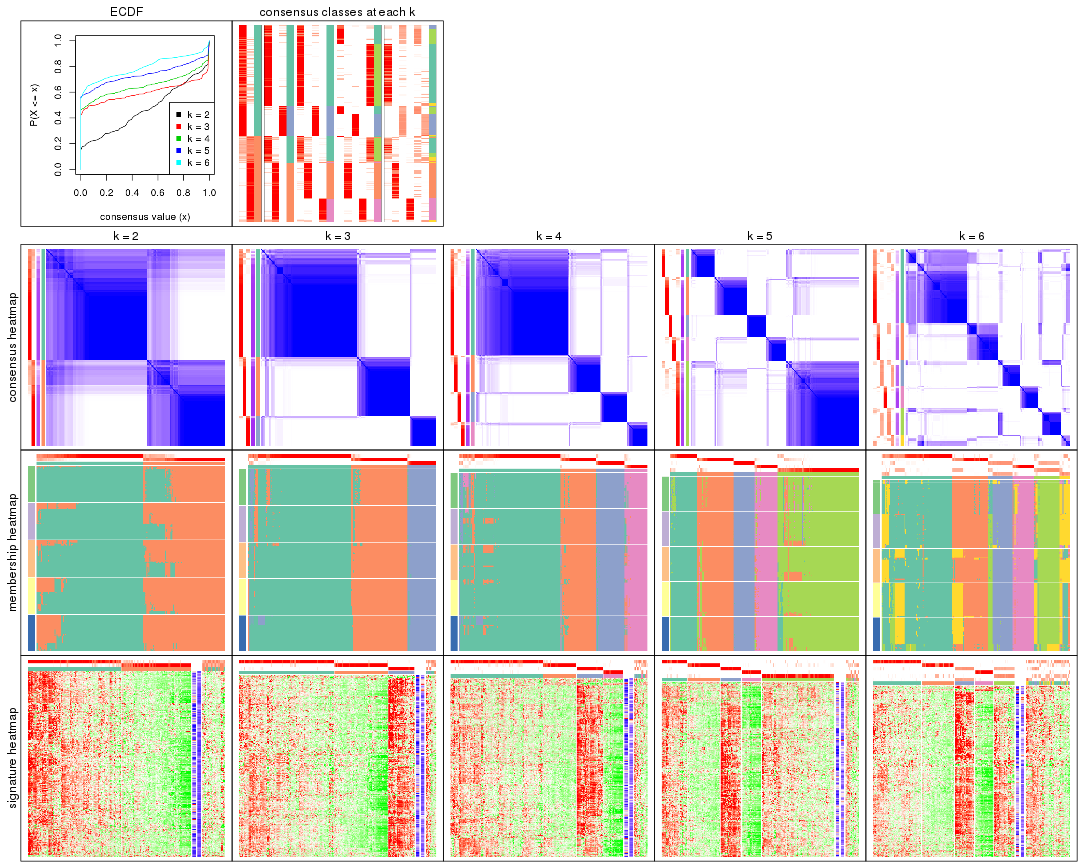 ECDF
consensus classes at each k
P(X <= x)
0.0 0.2 0.4 0.6 0.8 1.0
k = 2
k = 3
k = 4
k = 5
k = 6
0.0 0.2 0.4 0.6 0.8 1.0
consensus value (x)
k = 2 k = 3 k = 4 k = 5 k = 6
consensus heatmap
membership heatmap
signature heatmap